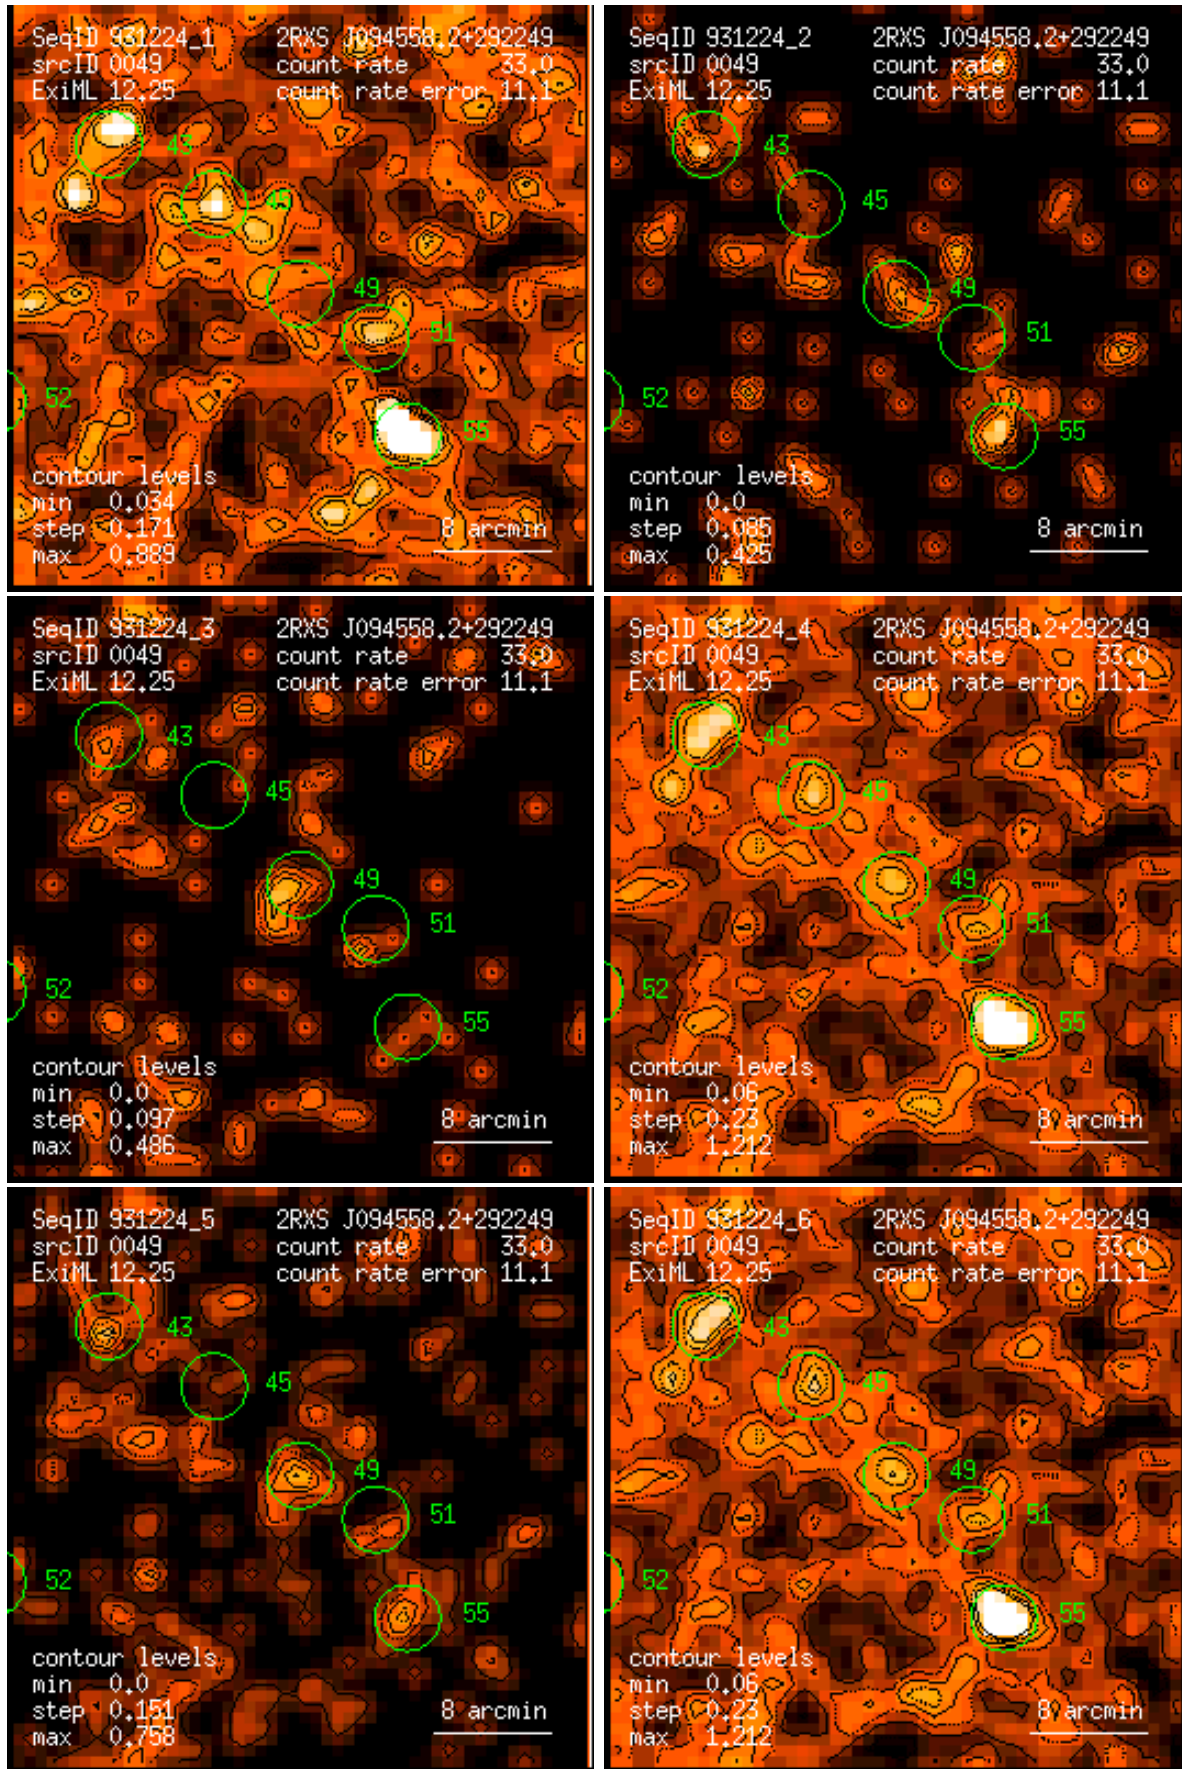 SeqID 931224_1 2RXS J094558.2+292249
srcID 0049 count rate 33.0
ExiML 12.25 count rate error 11.1
43
45
49
51
52
55
contour levels
min 0.034
step 0.171
max 0.889
8 arcmin
SeqID 931224_2 2RXS J094558.2+292249
srcID 0049 count rate 33.0
ExiML 12.25 count rate error 11.1
43
45
49
51
52
55
contour levels
min 0.0
step 0.085
max 0.425
8 arcmin
SeqID 931224_3 2RXS J094558.2+292249
srcID 0049 count rate 33.0
ExiML 12.25 count rate error 11.1
43
45
49
51
52
55
contour levels
min 0.0
step 0.097
max 0.486
8 arcmin
SeqID 931224_4 2RXS J094558.2+292249
srcID 0049 count rate 33.0
ExiML 12.25 count rate error 11.1
43
45
49
51
52
55
contour levels
min 0.06
step 0.23
max 1.212
8 arcmin
SeqID 931224_5 2RXS J094558.2+292249
srcID 0049 count rate 33.0
ExiML 12.25 count rate error 11.1
43
45
49
51
52
55
contour levels
min 0.0
step 0.151
max 0.758
8 arcmin
SeqID 931224_6 2RXS J094558.2+292249
srcID 0049 count rate 33.0
ExiML 12.25 count rate error 11.1
43
45
49
51
52
55
contour levels
min 0.06
step 0.23
max 1.212
8 arcmin